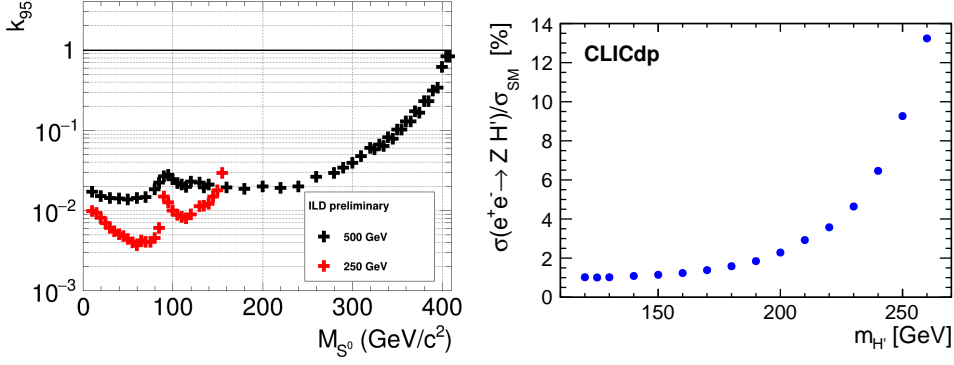 k95
1
10−1
10−2
10−3
ILD preliminary
500 GeV
250 GeV
0 100 200 300 400
MS0 (GeV/c2)
σ(e+e-→ Z H')/σSM [%]
14
12
10
8
6
4
2
0
CLICdp
150 200 250
mH' [GeV]